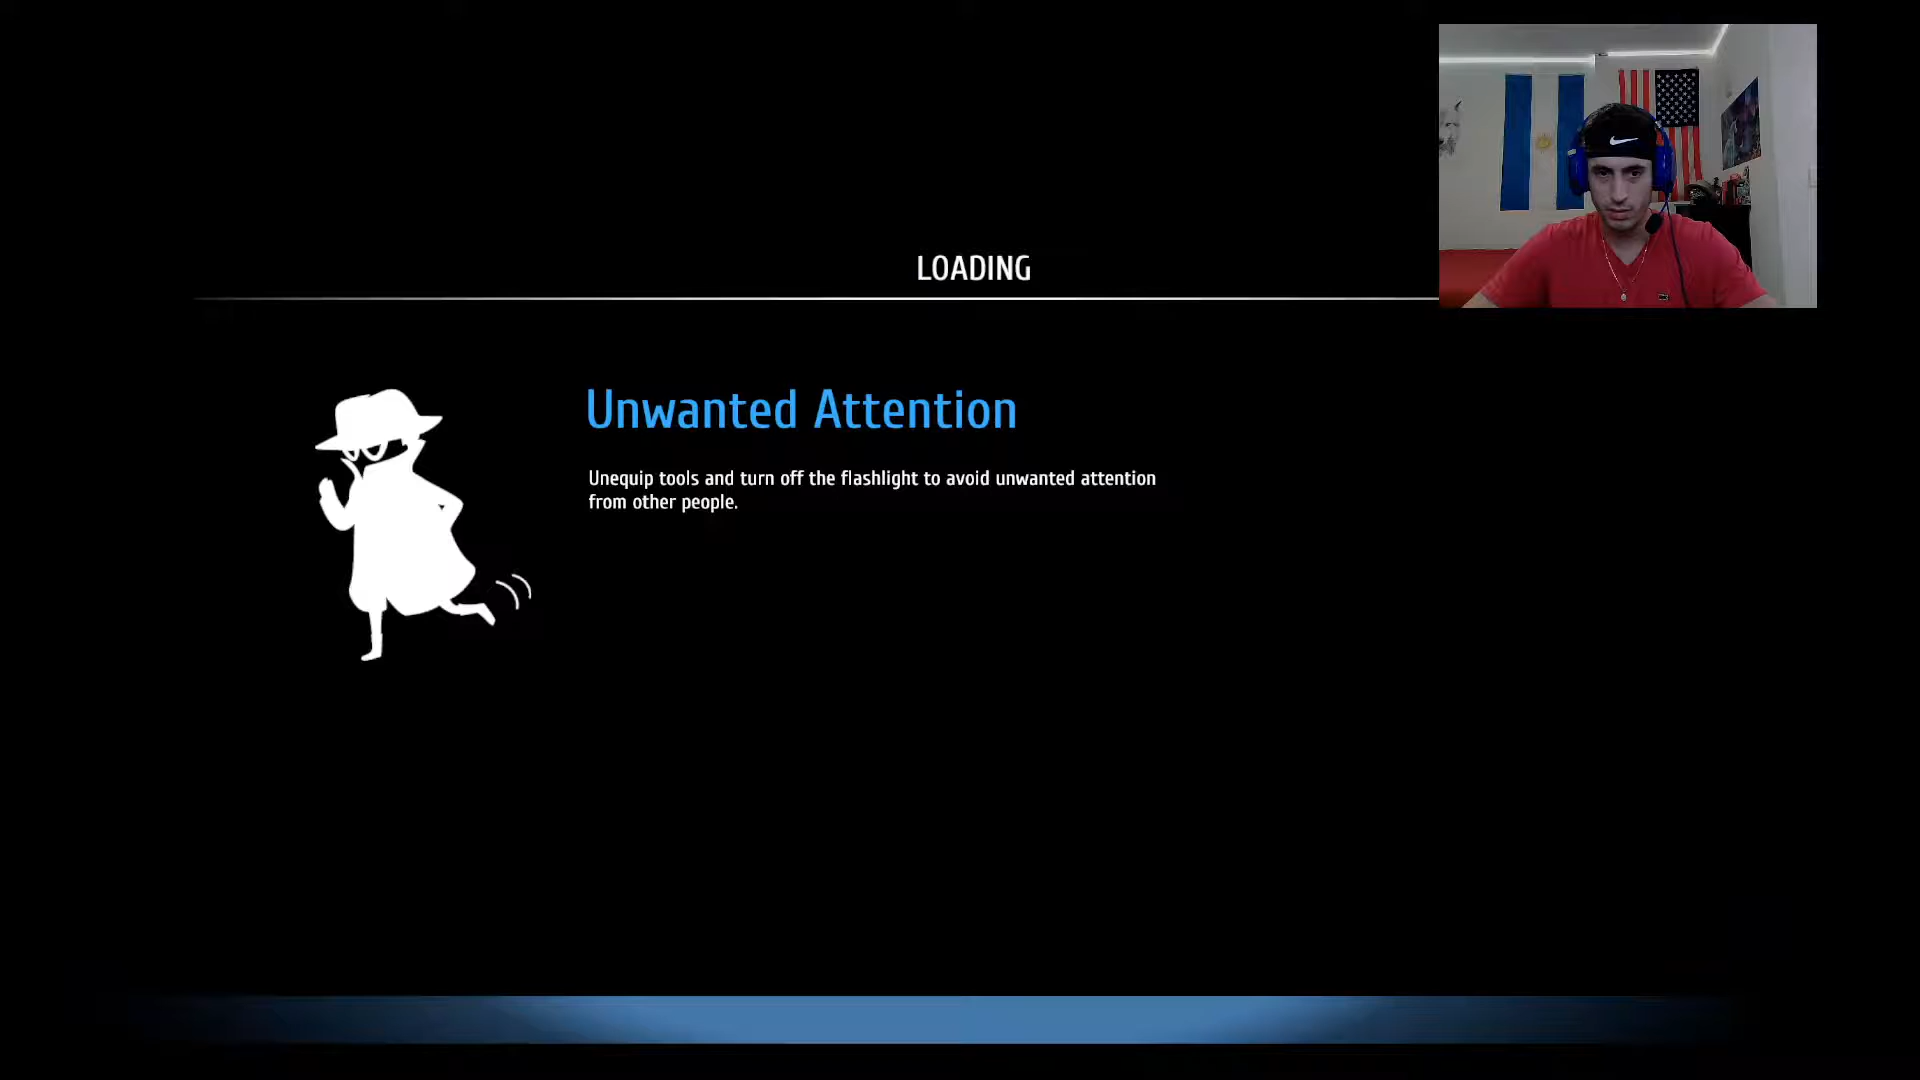 LOADING
Unwanted Attention
Unequip tools and turn off the flashlight to avoid unwanted attention
from other people.